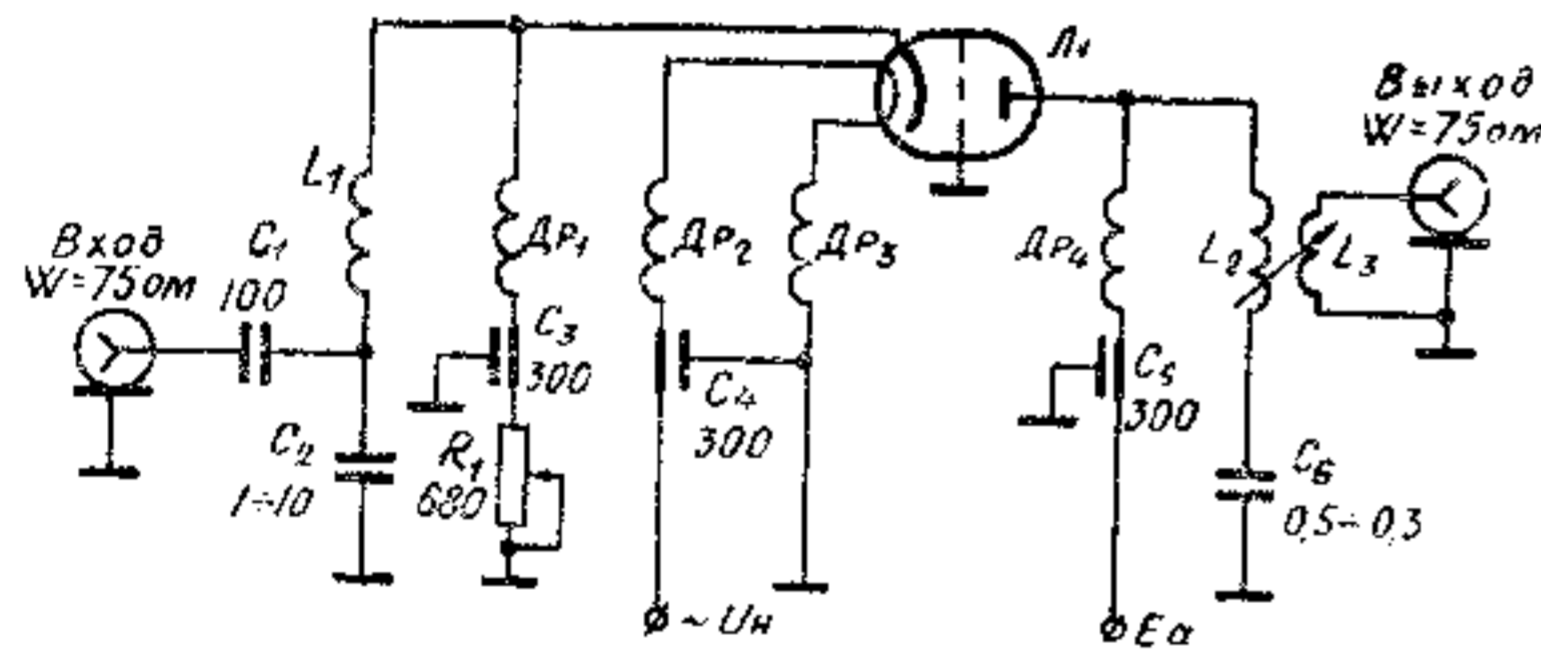 Л₁
Выход
W=75ом
Вход
W=75ом
C₁
100
L₁
Др₁
Др₂
Др₃
Др₄
L₂
L₃
C₃
300
C₄
300
C₅
300
C₂
1÷10
R₁
680
C₆
0,5÷0,3
~Uн
Eа